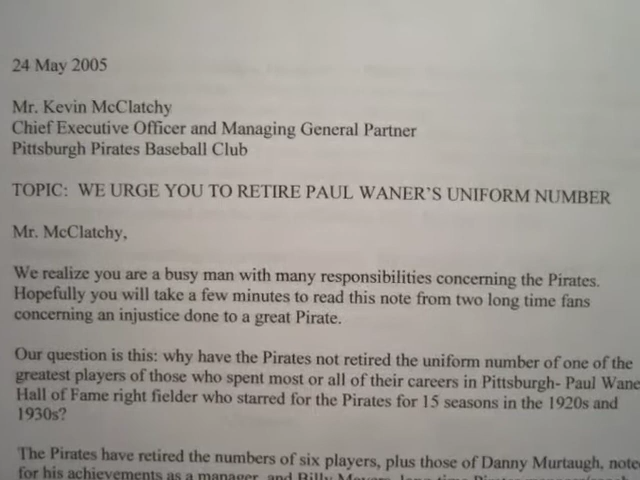 24 May 2005
Mr. Kevin McClatchy
Chief Executive Officer and Managing General Partner
Pittsburgh Pirates Baseball Club
TOPIC: WE URGE YOU TO RETIRE PAUL WANER'S UNIFORM NUMBER
Mr. McClatchy,
We realize you are a busy man with many responsibilities concerning the Pirates.
Hopefully you will take a few minutes to read this note from two long time fans
concerning an injustice done to a great Pirate.
Our question is this: why have the Pirates not retired the uniform number of one of the
greatest players of those who spent most or all of their careers in Pittsburgh- Paul Wane
Hall of Fame right fielder who starred for the Pirates for 15 seasons in the 1920s and
1930s?
The Pirates have retired the numbers of six players, plus those of Danny Murtaugh, note
for his achievements as a manager, and Billy